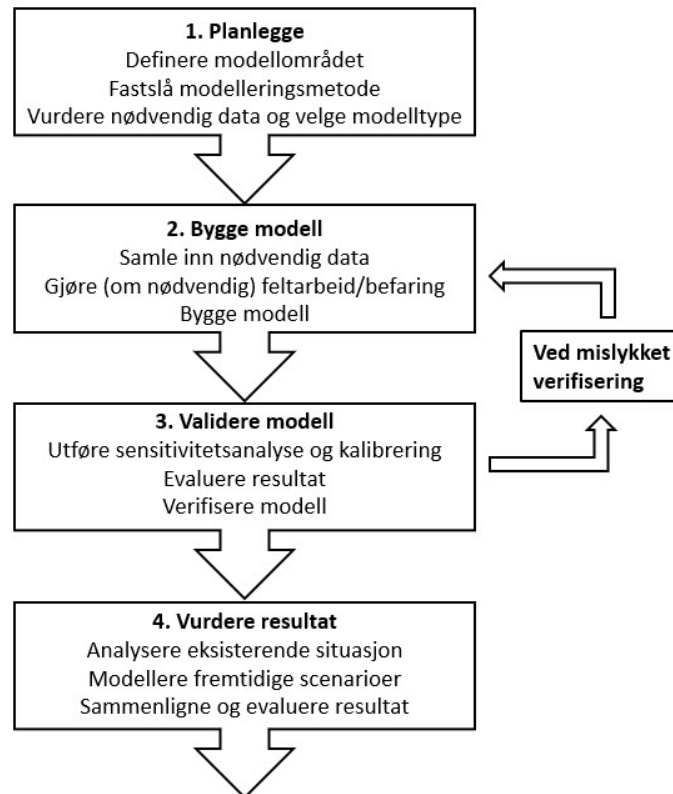 1. Planlegge
Definere modellområdet
Fastslå modelleringsmetode
Vurdere nødvendig data og velge modelltype
2. Bygge modell
Samle inn nødvendig data
Gjøre (om nødvendig) feltarbeid/befaring
Bygge modell
Ved mislykket
verifisering
3. Validere modell
Utføre sensitivitetsanalyse og kalibrering
Evaluere resultat
Verifisere modell
4. Vurdere resultat
Analysere eksisterende situasjon
Modellere fremtidige scenarioer
Sammenligne og evaluere resultat